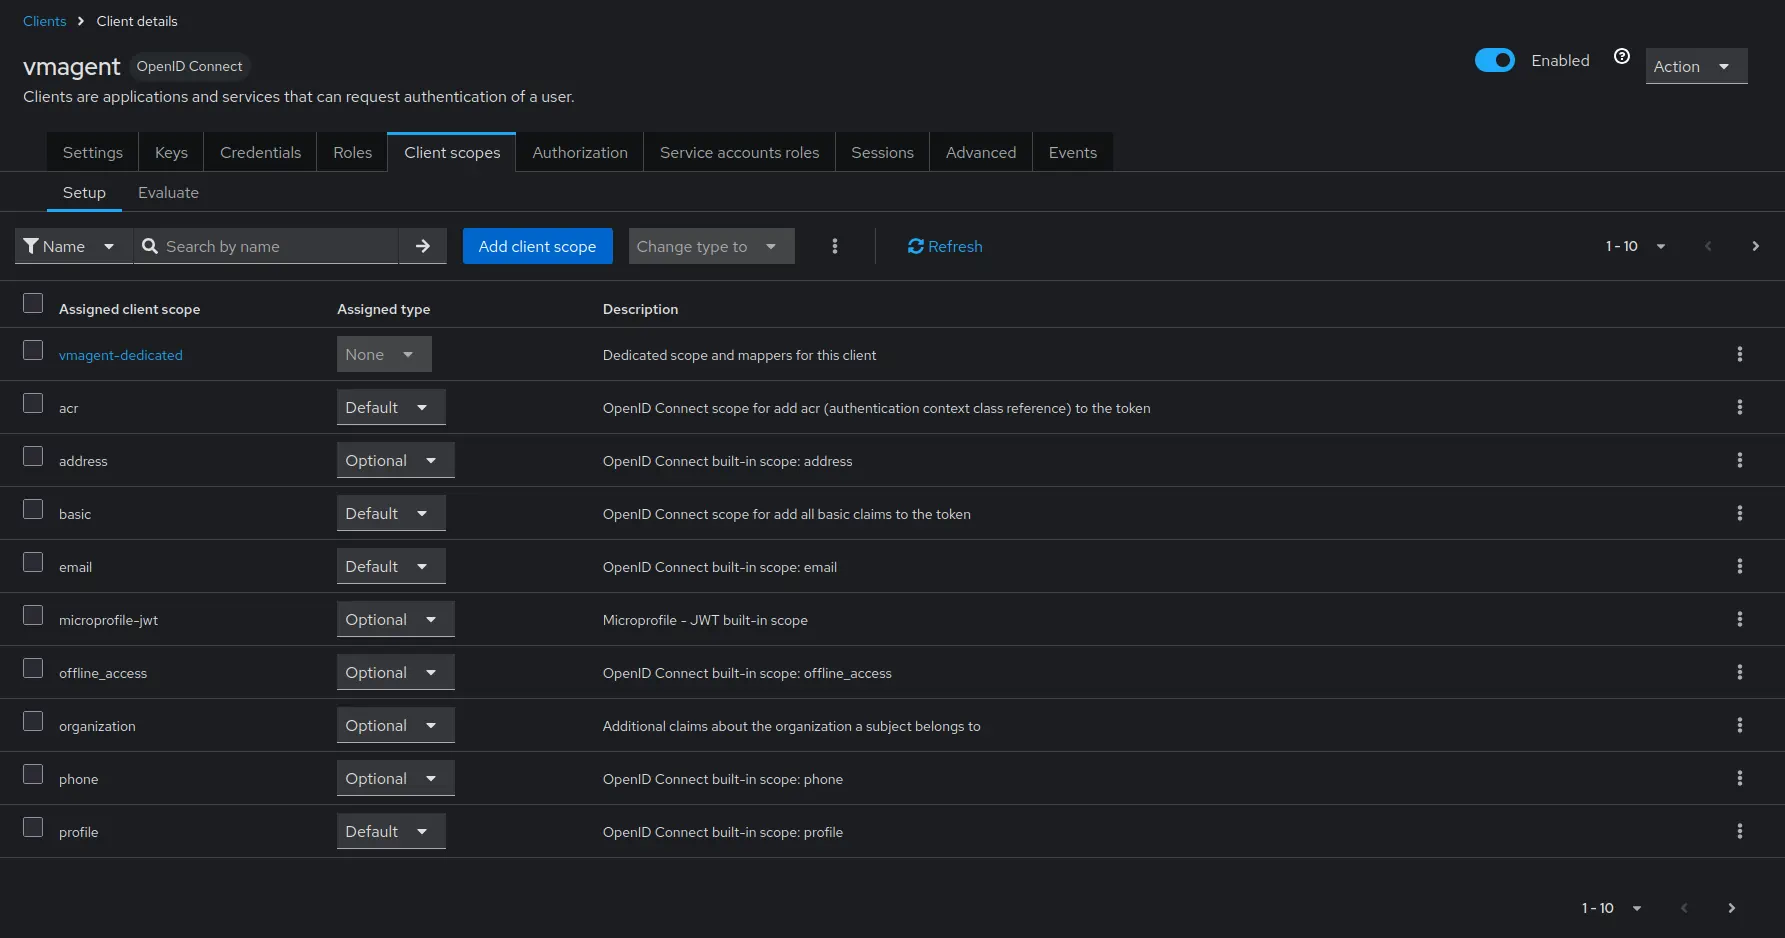 Clients > Client details
vmagent OpenID Connect
Enabled
Action
Clients are applications and services that can request authentication of a user.
Settings Keys Credentials Roles Client scopes Authorization Service accounts roles Sessions Advanced Events
Setup Evaluate
Name Search by name Add client scope Change type to Refresh 1 - 10
Assigned client scope Assigned type Description
vmagent-dedicated None Dedicated scope and mappers for this client
acr Default OpenID Connect scope for add acr (authentication context class reference) to the token
address Optional OpenID Connect built-in scope: address
basic Default OpenID Connect scope for add all basic claims to the token
email Default OpenID Connect built-in scope: email
microprofile-jwt Optional Microprofile - JWT built-in scope
offline_access Optional OpenID Connect built-in scope: offline_access
organization Optional Additional claims about the organization a subject belongs to
phone Optional OpenID Connect built-in scope: phone
profile Default OpenID Connect built-in scope: profile
1 - 10